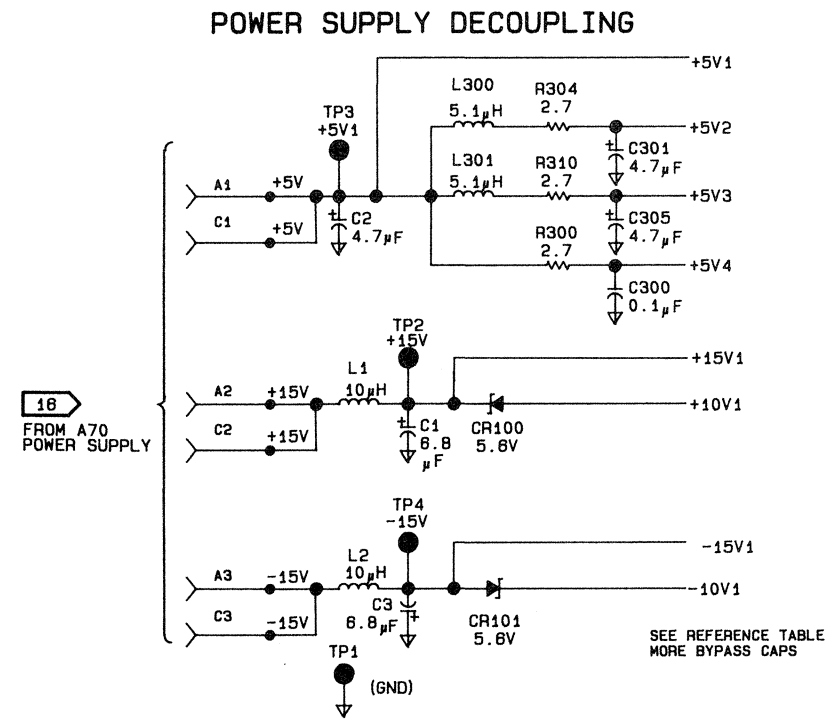 POWER SUPPLY DECOUPLING
+5V1
L300
5.1μH
R304
2.7
+5V2
TP3
+5V1
+ C301
4.7μF
L301
5.1μH
R310
2.7
A1
+5V
+5V3
C1
+5V
+ C2
4.7μF
+ C305
4.7μF
R300
2.7
+5V4
C300
0.1μF
TP2
+15V
+15V1
L1
10μH
A2
+15V
+10V1
16
FROM A70
POWER SUPPLY
C2
+15V
+ C1
6.8
μF
CR100
5.6V
TP4
-15V
-15V1
L2
10μH
A3
-15V
-10V1
C3
-15V
C3
6.8μF +
CR101
5.6V
TP1
(GND)
SEE REFERENCE TABLE
MORE BYPASS CAPS